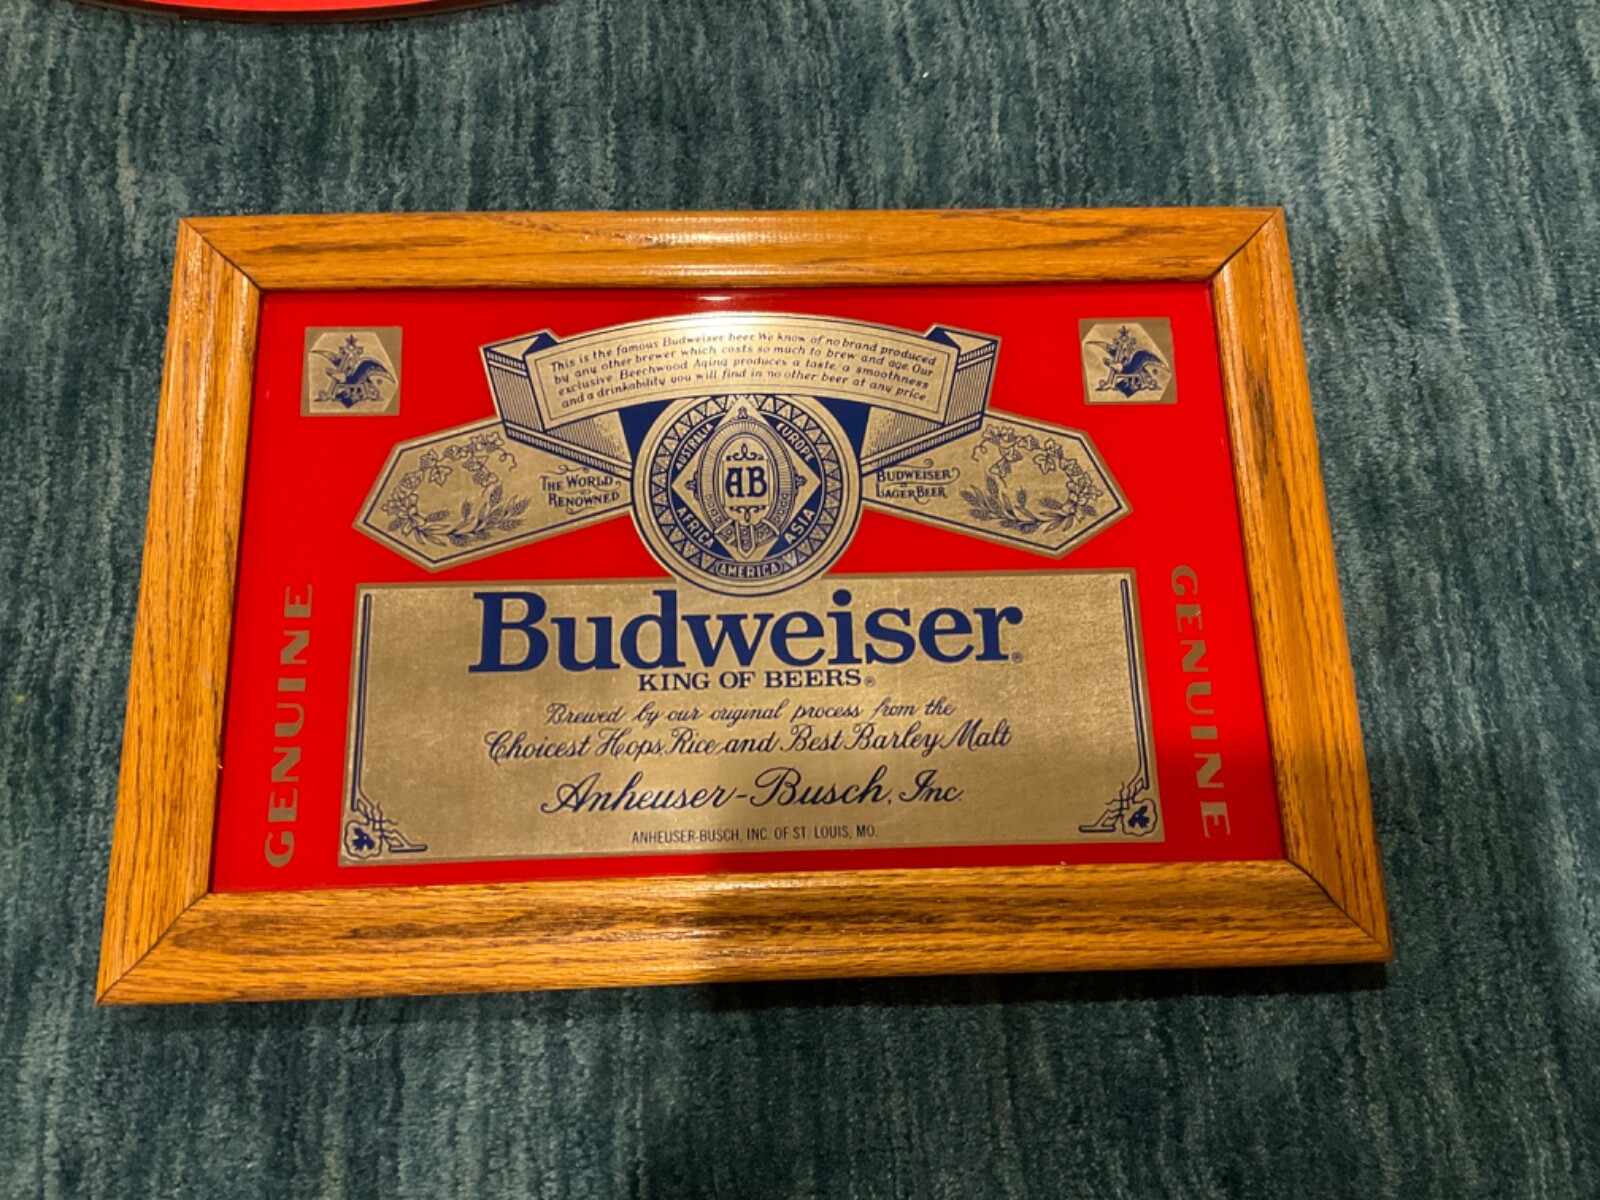 This is the famous Budweiser beer. We know of no brand produced
by any other brewer which costs so much to brew and age. Our
exclusive Beechwood Aging produces a taste, a smoothness
and a drinkability you will find in no other beer at any price.
THE WORLD
RENOWNED
AUSTRALIA
EUROPE
AB
AFRICA
ASIA
AMERICA
BUDWEISER
LAGER BEER
GENUINE
GENUINE
Budweiser®
KING OF BEERS®
Brewed by our original process from the
Choicest Hops, Rice and Best Barley Malt
Anheuser-Busch, Inc.
ANHEUSER-BUSCH, INC. OF ST. LOUIS, MO.